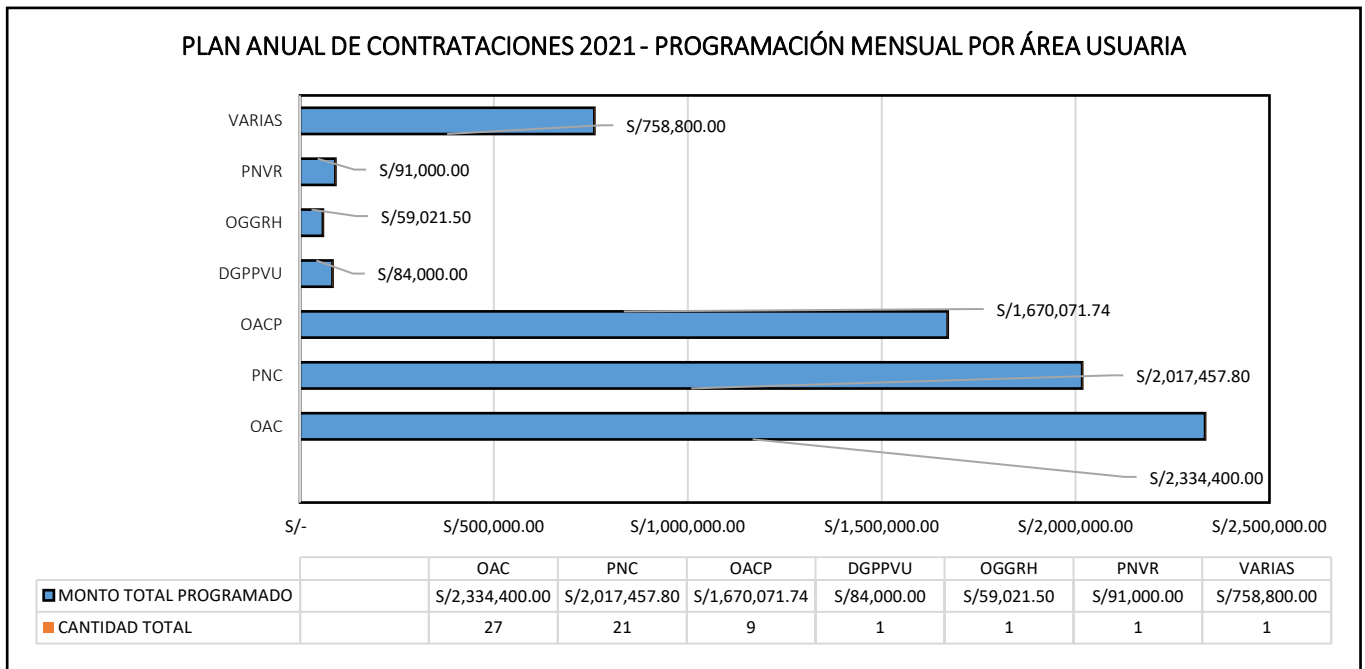 PLAN ANUAL DE CONTRATACIONES 2021 - PROGRAMACIÓN MENSUAL POR ÁREA USUARIA
VARIAS S/758,800.00
PNVR S/91,000.00
OGGRH S/59,021.50
DGPPVU S/84,000.00
OACP S/1,670,071.74
PNC S/2,017,457.80
OAC
S/2,334,400.00
S/- S/500,000.00 S/1,000,000.00 S/1,500,000.00 S/2,000,000.00 S/2,500,000.00
OAC PNC OACP DGPPVU OGGRH PNVR VARIAS
MONTO TOTAL PROGRAMADO S/2,334,400.00 S/2,017,457.80 S/1,670,071.74 S/84,000.00 S/59,021.50 S/91,000.00 S/758,800.00
CANTIDAD TOTAL 27 21 9 1 1 1 1